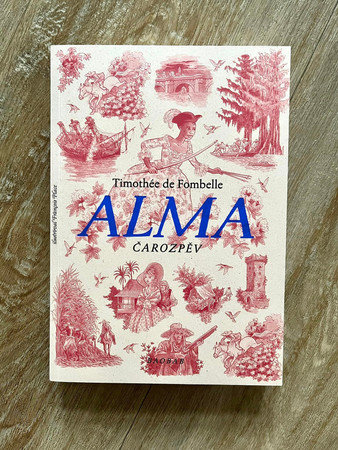 Timothée de Fombelle
ALMA
ČAROZPĚV
BAOBAB